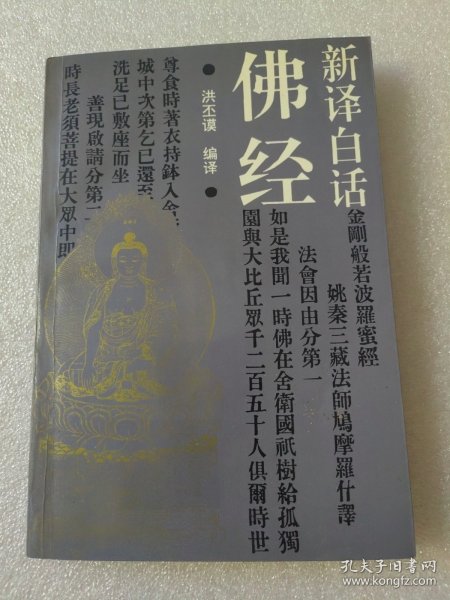 新译白话
佛经
洪丕谟 编译
金剛般若波羅蜜經
姚秦三藏法師鳩摩羅什譯
法會因由分第一
如是我聞一時佛在舍衛國祇樹給孤獨
園與大比丘眾千二百五十人俱爾時世
尊食時著衣持鉢入舍
城中次第乞已還至
洗足已敷座而坐
善現啟請分第二
時長老須菩提在大眾中即
孔夫子旧书网
www.kongfz.com